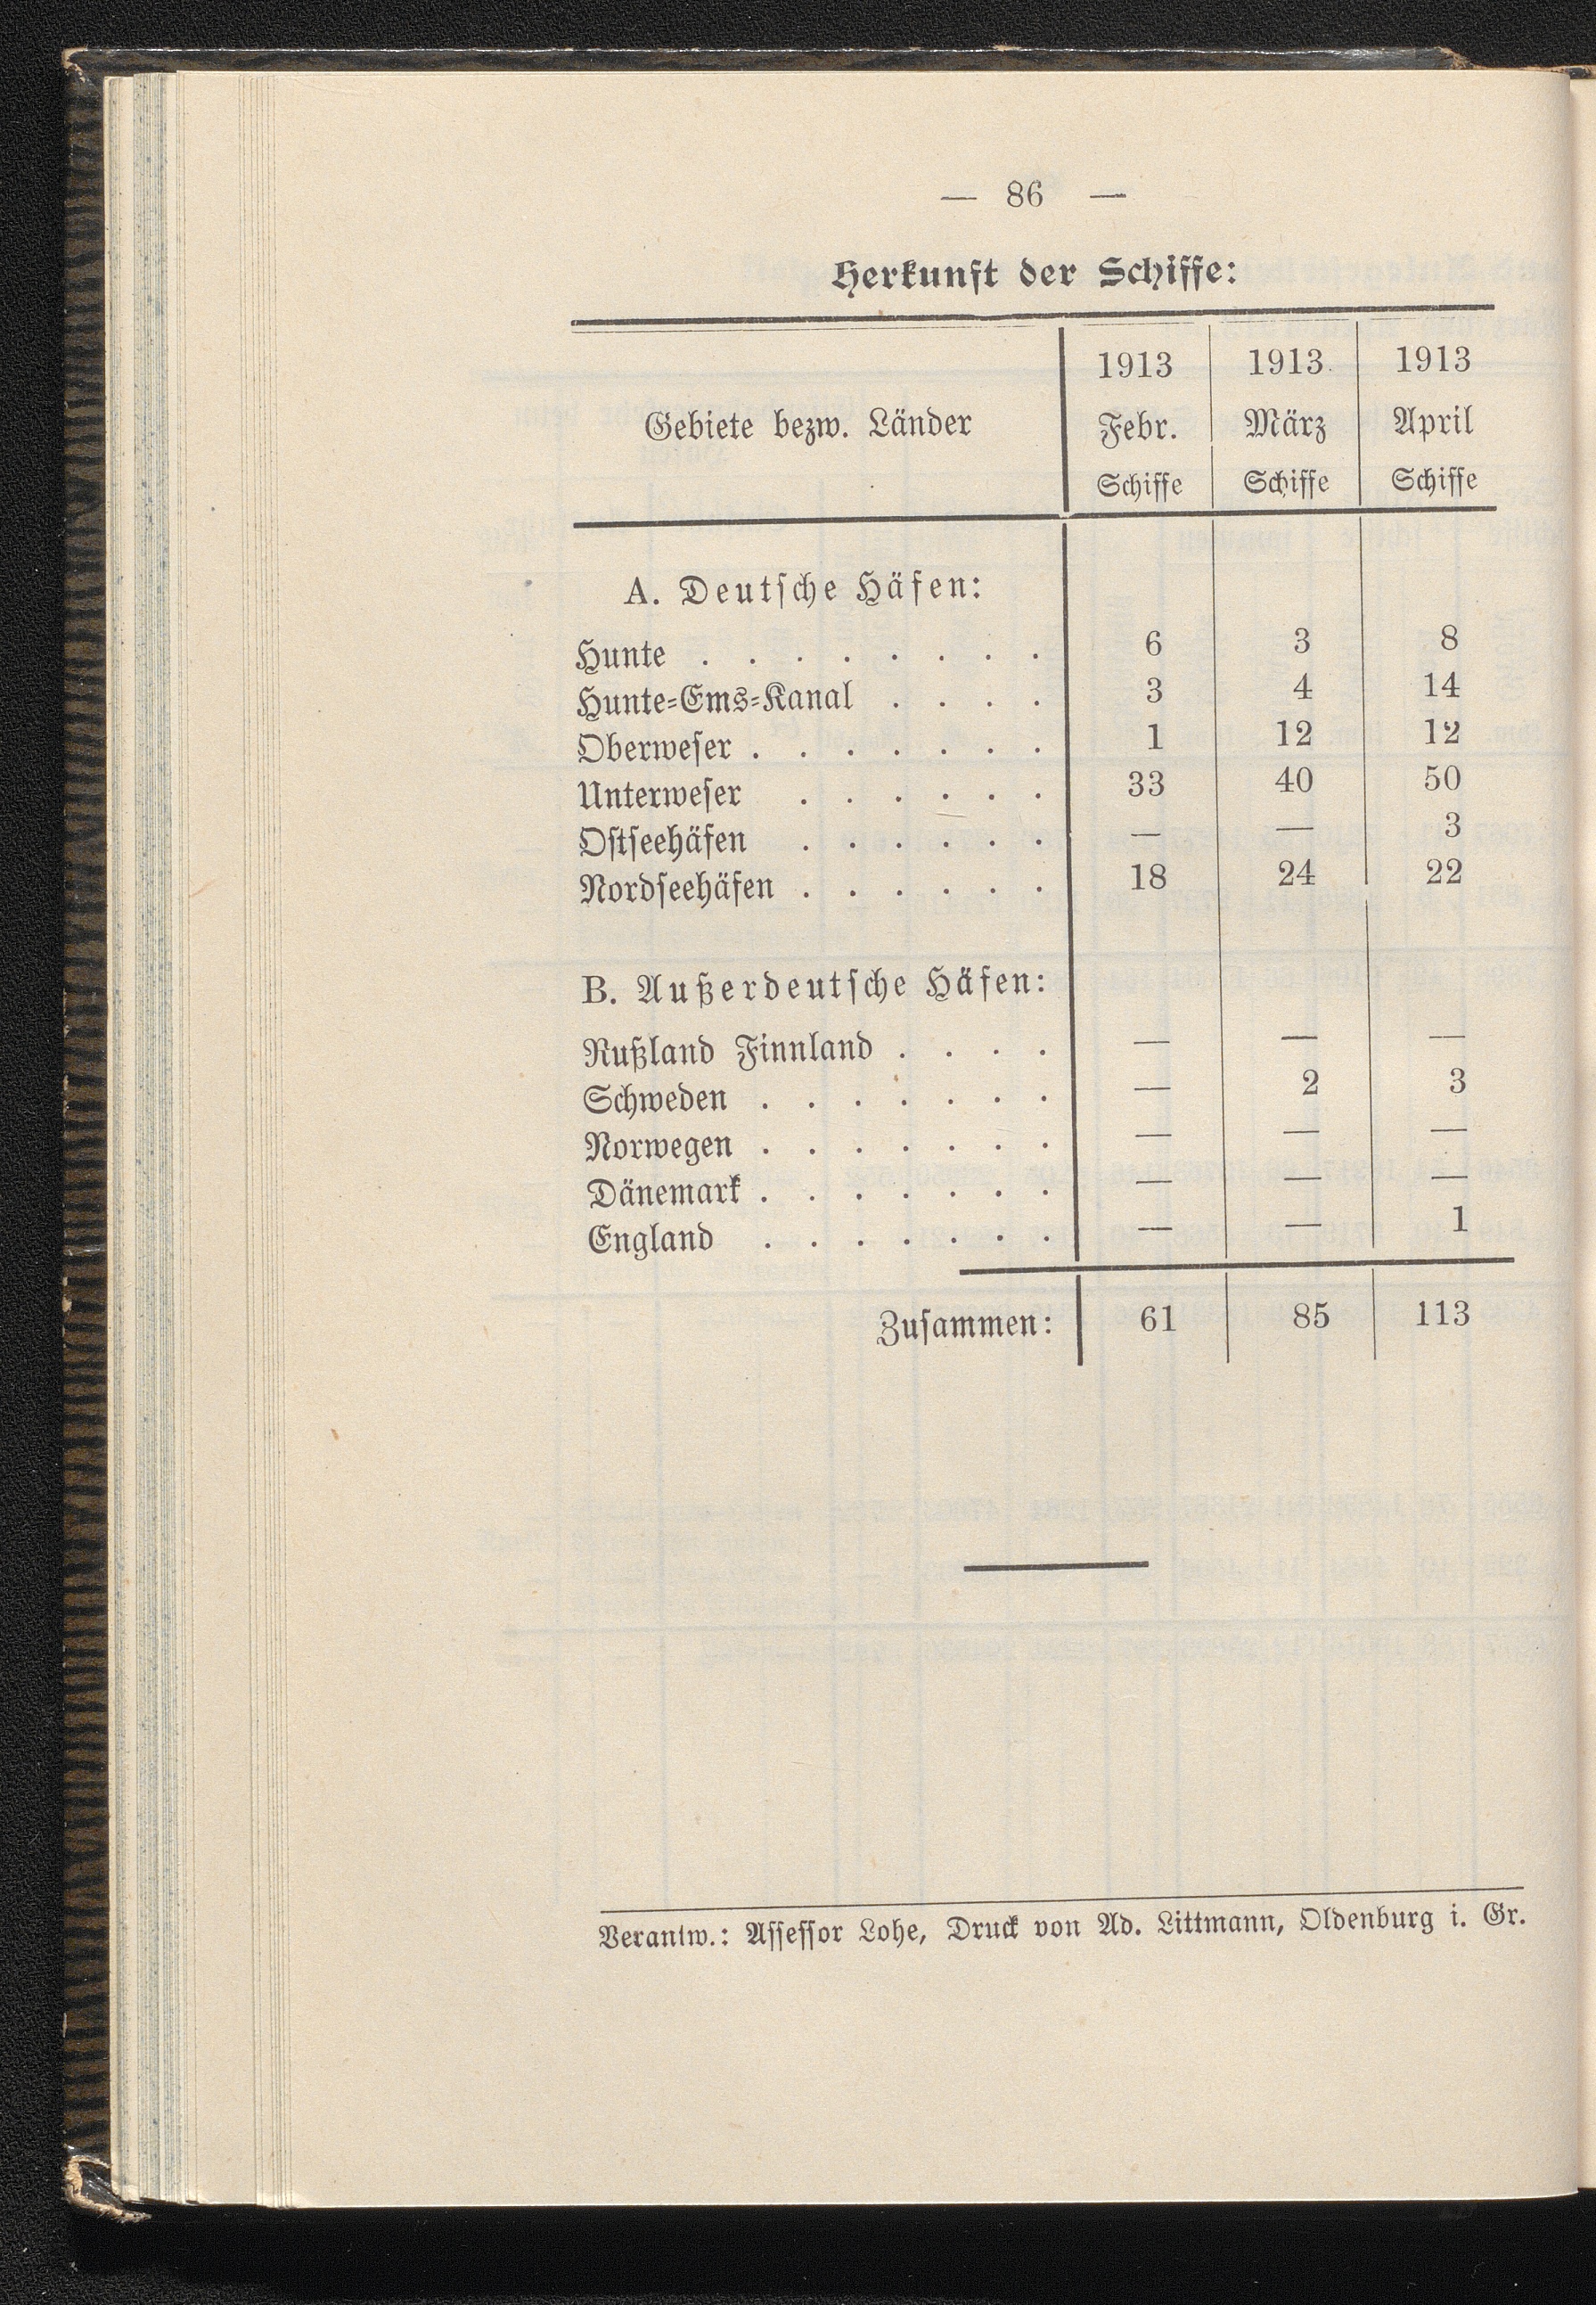 — 86 —
Herkunft der Schiffe:
Gebiete bezw. Länder | 1913 Febr. Schiffe | 1913 März Schiffe | 1913 April Schiffe
A. Deutsche Häfen:
Hunte . . . . . . . . 6 3 8
Hunte-Ems-Kanal . . . . 3 4 14
Oberweser . . . . . . . 1 12 12
Unterweser . . . . . . 33 40 50
Ostseehäfen . . . . . . — — 3
Nordseehäfen . . . . . . 18 24 22
B. Außerdeutsche Häfen:
Rußland Finnland . . . . — — —
Schweden . . . . . . . — 2 3
Norwegen . . . . . . . — — —
Dänemark . . . . . . . — — —
England . . . . . . . — — 1
Zusammen: 61 85 113
Verantw.: Assessor Lohe, Druck von Ad. Littmann, Oldenburg i. Gr.